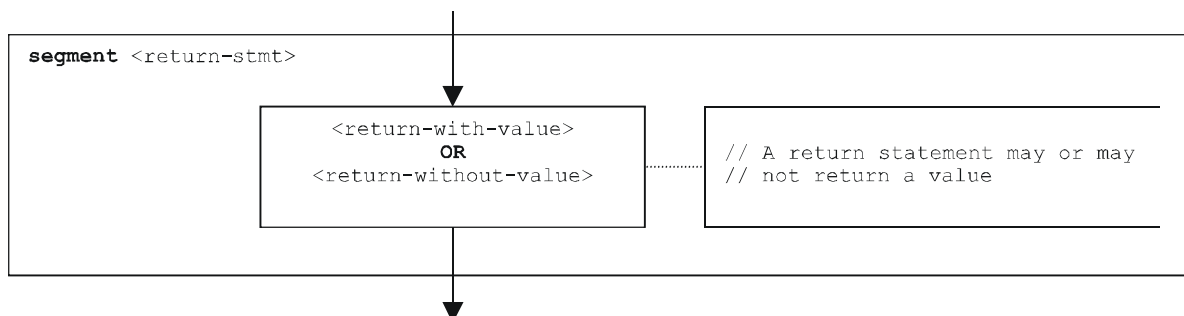 segment <return-stmt>
<return-with-value>
OR
<return-without-value>
// A return statement may or may
// not return a value